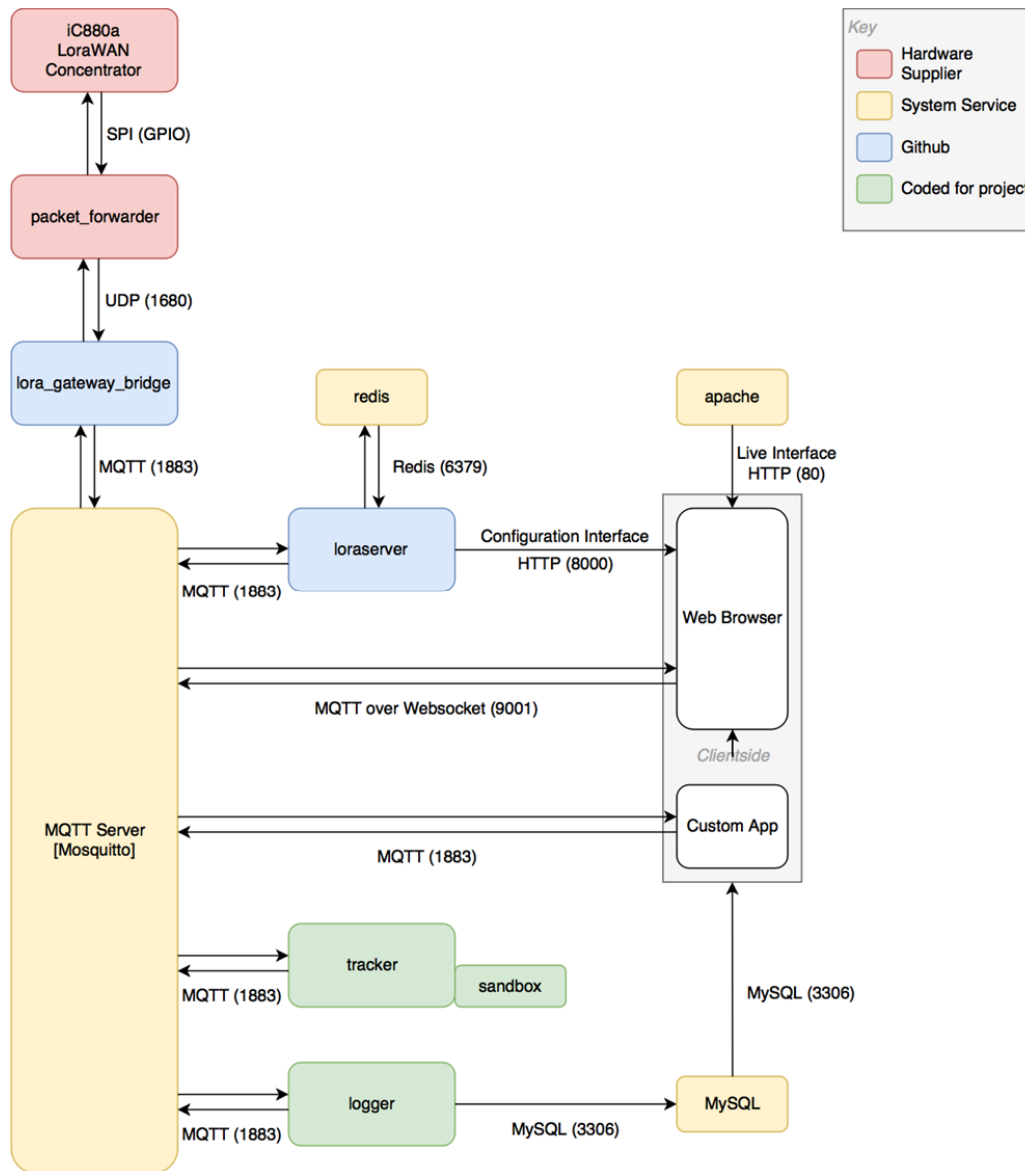 iC880a
LoraWAN
Concentrator
Key
Hardware
Supplier
System Service
Github
Coded for project
SPI (GPIO)
packet_forwarder
UDP (1680)
lora_gateway_bridge
redis
apache
MQTT (1883)
Redis (6379)
Live Interface
HTTP (80)
loraserver
Configuration Interface
HTTP (8000)
MQTT (1883)
Web Browser
MQTT over Websocket (9001)
Clientside
MQTT Server
[Mosquitto]
Custom App
MQTT (1883)
tracker
sandbox
MQTT (1883)
MySQL (3306)
logger
MySQL
MQTT (1883)
MySQL (3306)